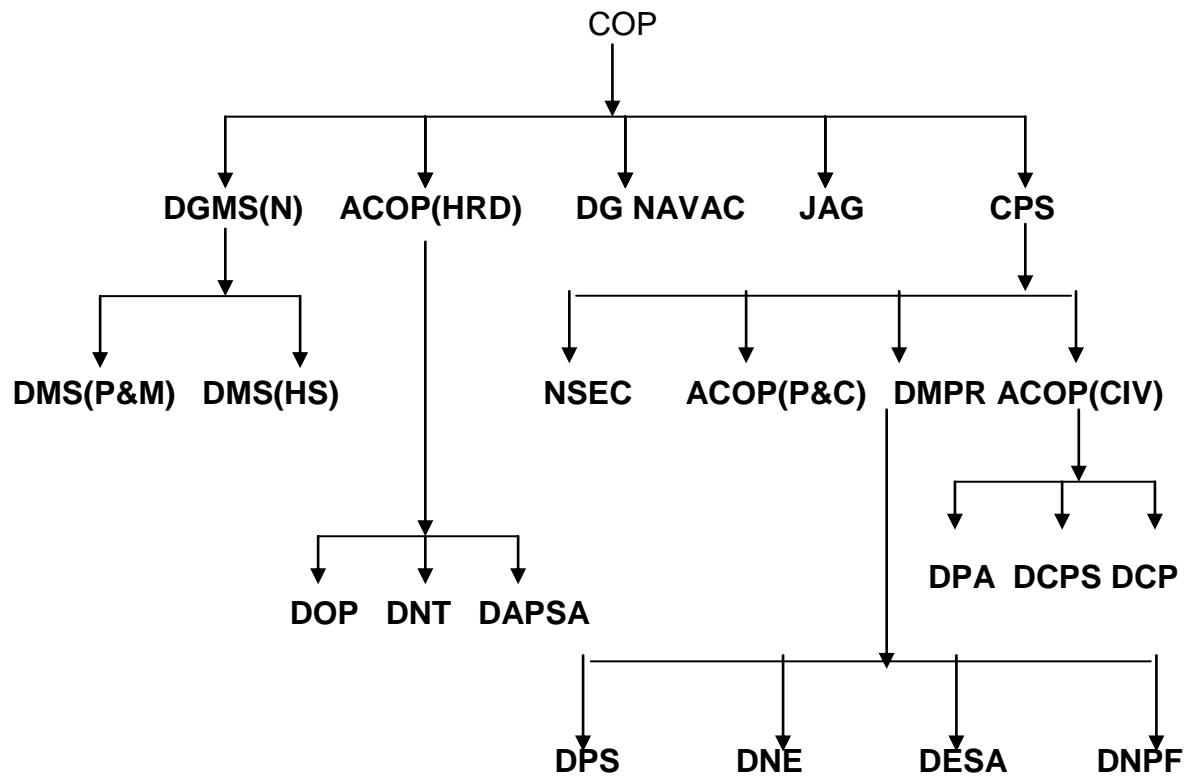 COP
DGMS(N) ACOP(HRD) DG NAVAC JAG CPS
DMS(P&M) DMS(HS) NSEC ACOP(P&C) DMPR ACOP(CIV)
DPA DCPS DCP
DOP DNT DAPSA
DPS DNE DESA DNPF